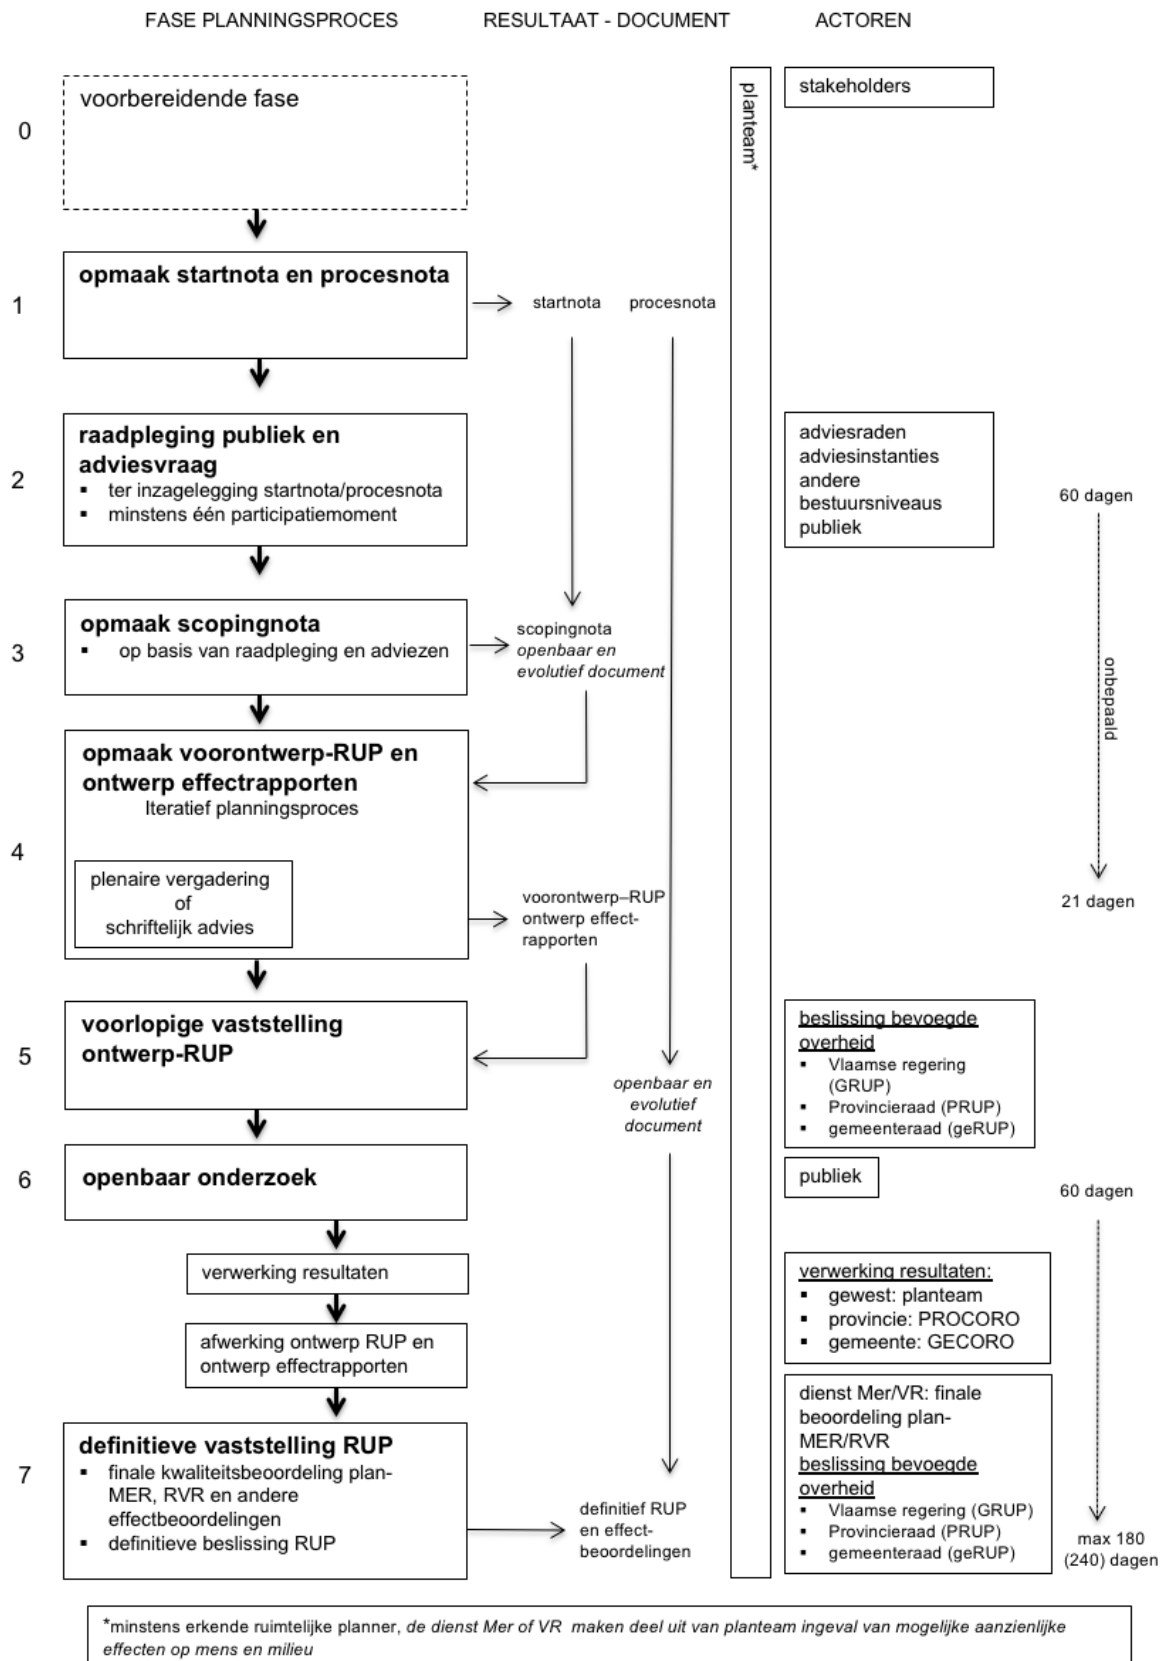 FASE PLANNINGSPROCES
RESULTAAT - DOCUMENT
ACTOREN
0
voorbereidende fase
planteam*
stakeholders
1
opmaak startnota en procesnota
startnota
procesnota
2
raadpleging publiek en
adviesvraag
▪ ter inzagelegging startnota/procesnota
▪ minstens één participatiemoment
adviesraden
adviesinstanties
andere
bestuursniveaus
publiek
60 dagen
3
opmaak scopingnota
▪ op basis van raadpleging en adviezen
scopingnota
openbaar en
evolutief document
onbepaald
4
opmaak voorontwerp-RUP en
ontwerp effectrapporten
Iteratief planningsproces
plenaire vergadering
of
schriftelijk advies
voorontwerp–RUP
ontwerp effect-
rapporten
21 dagen
5
voorlopige vaststelling
ontwerp-RUP
openbaar en
evolutief
document
beslissing bevoegde
overheid
▪ Vlaamse regering
(GRUP)
▪ Provincieraad (PRUP)
▪ gemeenteraad (geRUP)
6
openbaar onderzoek
publiek
60 dagen
verwerking resultaten
verwerking resultaten:
▪ gewest: planteam
▪ provincie: PROCORO
▪ gemeente: GECORO
afwerking ontwerp RUP en
ontwerp effectrapporten
7
definitieve vaststelling RUP
▪ finale kwaliteitsbeoordeling plan-
MER, RVR en andere
effectbeoordelingen
▪ definitieve beslissing RUP
definitief RUP
en effect-
beoordelingen
dienst Mer/VR: finale
beoordeling plan-
MER/RVR
beslissing bevoegde
overheid
▪ Vlaamse regering (GRUP)
▪ Provincieraad (PRUP)
▪ gemeenteraad (geRUP)
max 180
(240) dagen
*minstens erkende ruimtelijke planner, de dienst Mer of VR maken deel uit van planteam ingeval van mogelijke aanzienlijke
effecten op mens en milieu